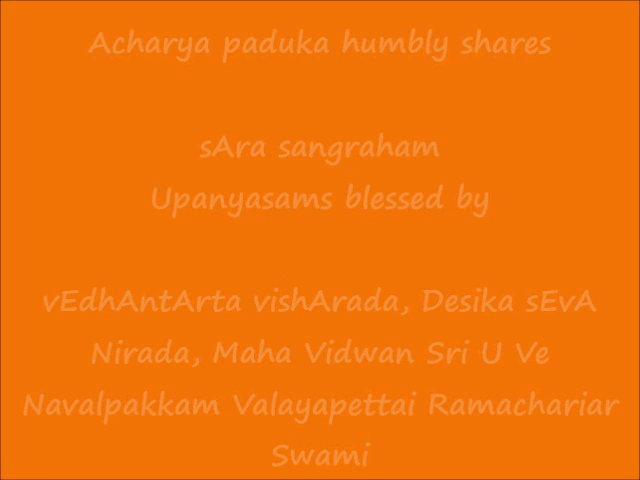 Acharya paduka humbly shares
sAra sangraham
Upanyasams blessed by
vEdhAntArta vishArada, Desika sEvA
Nirada, Maha Vidwan Sri U Ve
Navalpakkam Valayapettai Ramachariar
Swami